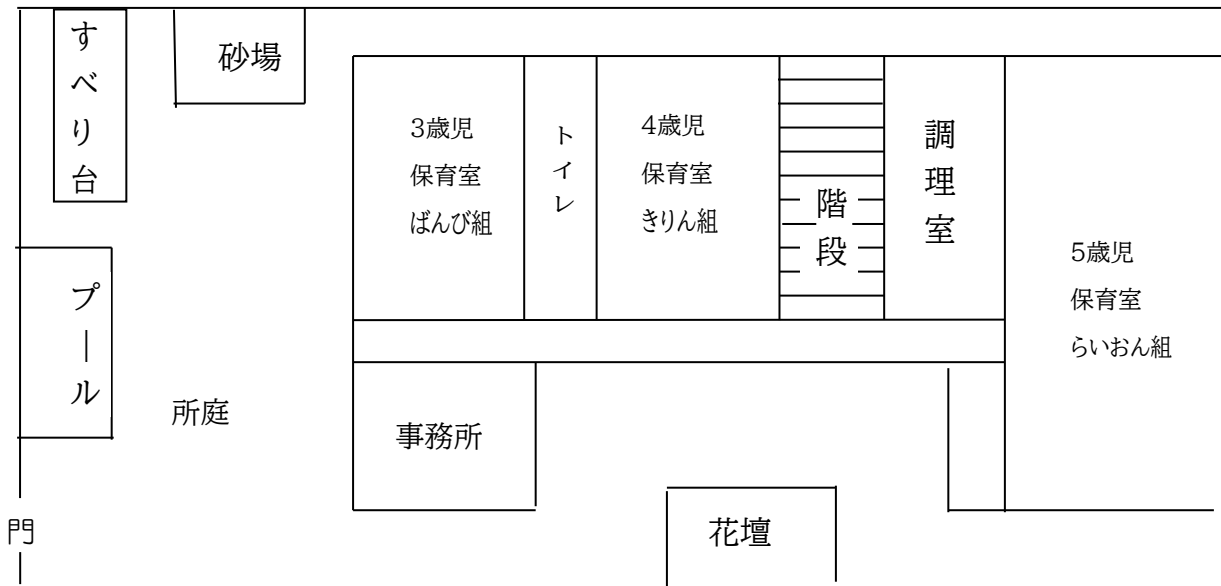 すべり台
砂場
3歳児
保育室
ばんび組
トイレ
4歳児
保育室
きりん組
階段
調理室
5歳児
保育室
らいおん組
プール
所庭
事務所
花壇
門